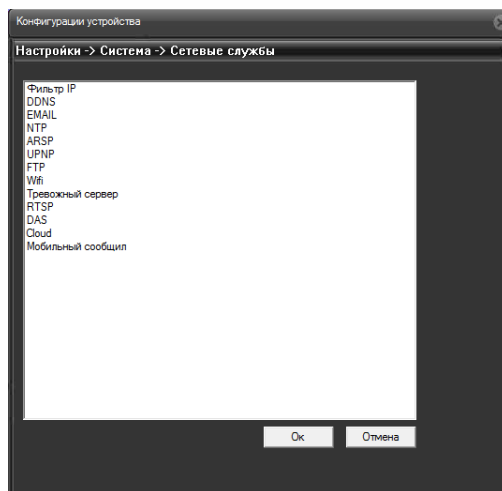 Конфигурации устройства
Настройки -> Система -> Сетевые службы
Фильтр IP
DDNS
EMAIL
NTP
ARSP
UPNP
FTP
Wifi
Тревожный сервер
RTSP
DAS
Cloud
Мобильный сообщил
Ок
Отмена